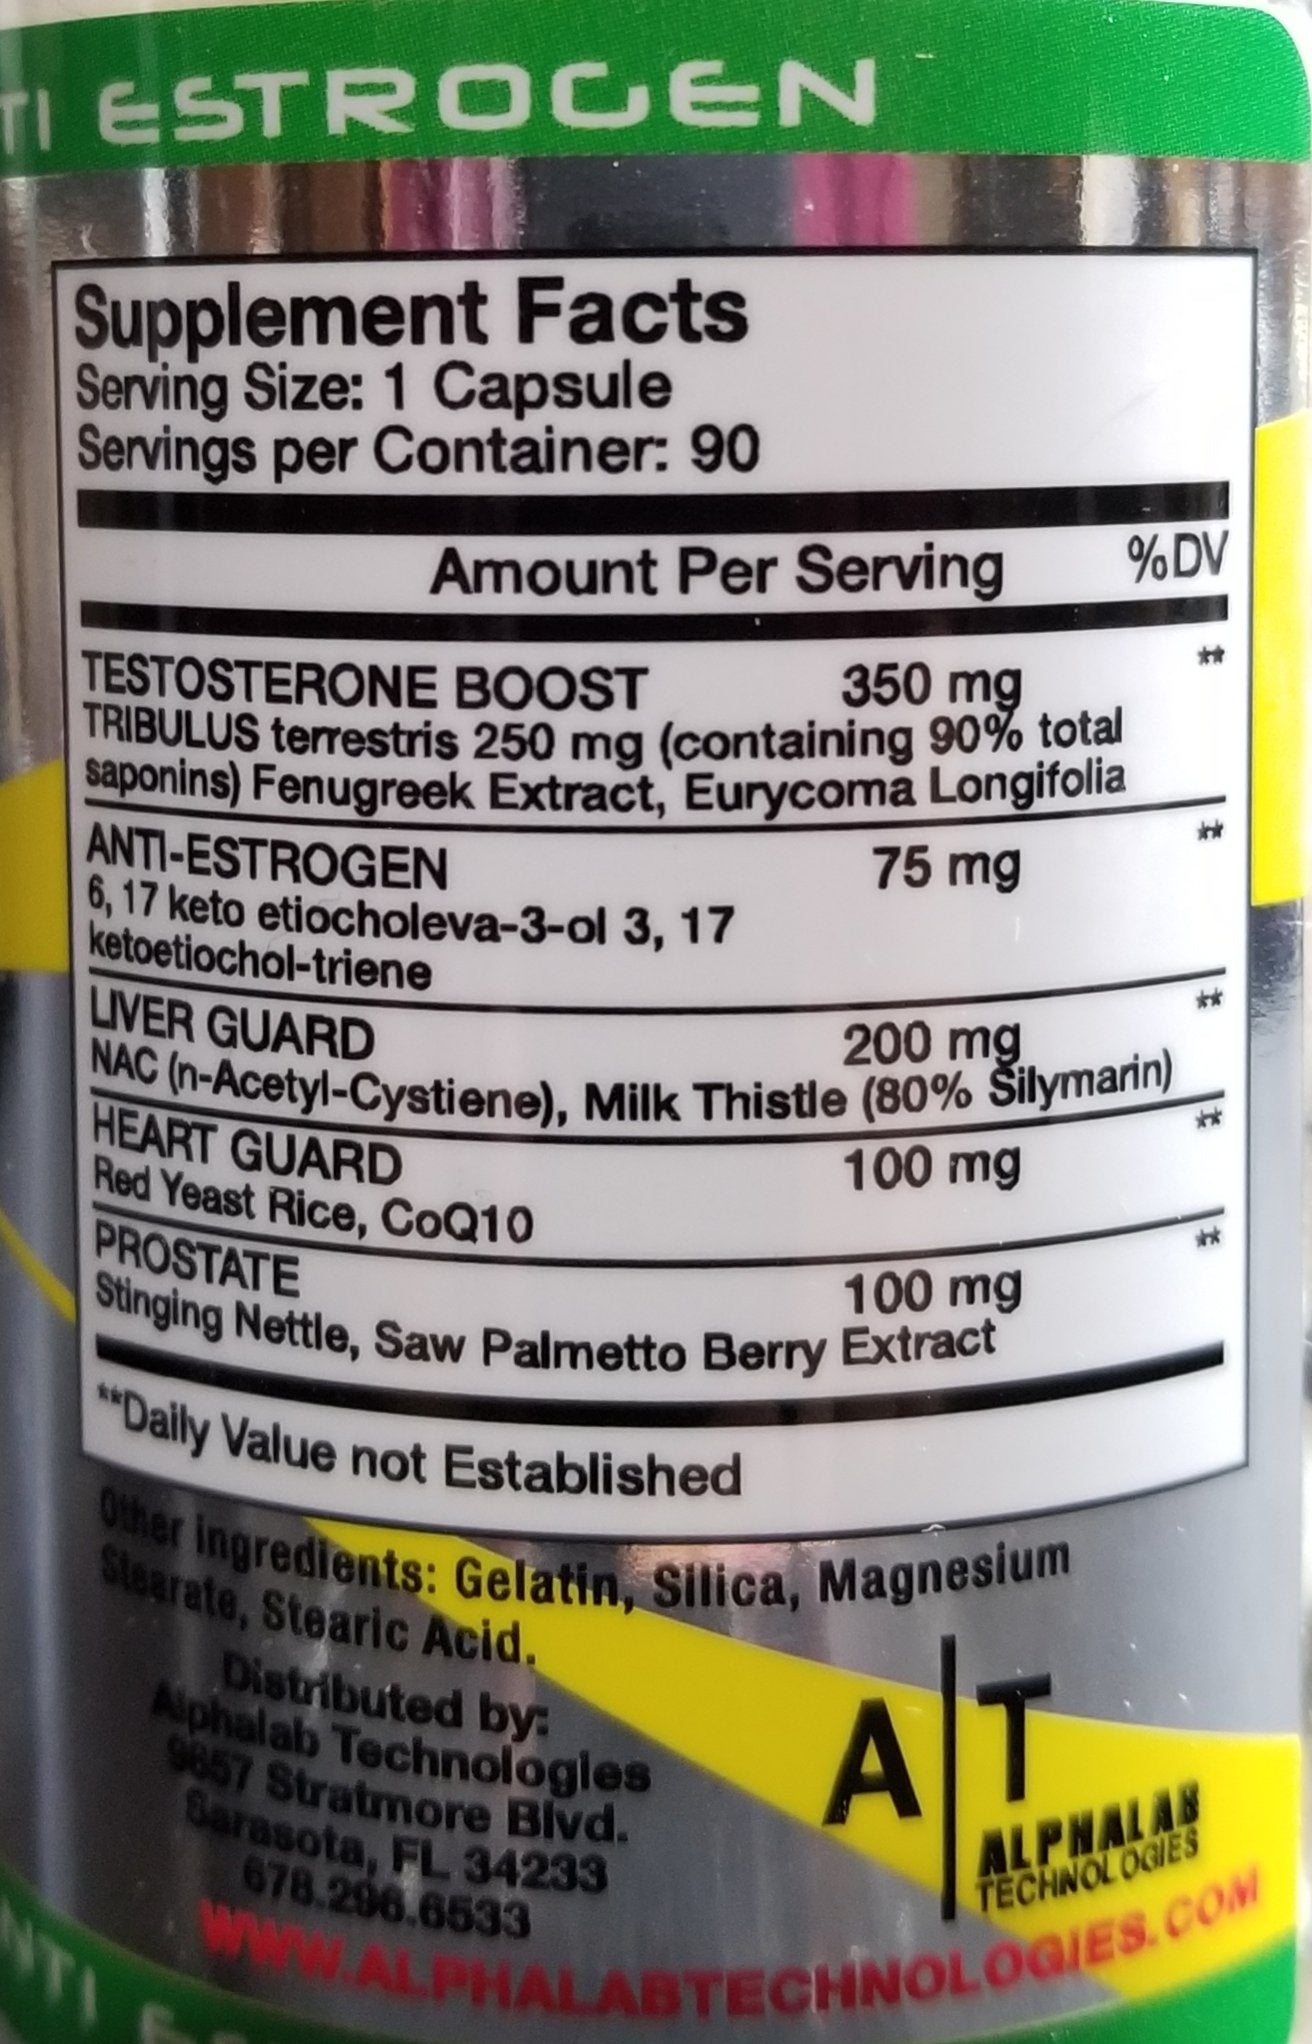 TI ESTROGEN
Supplement Facts
Serving Size: 1 Capsule
Servings per Container: 90
Amount Per Serving %DV
TESTOSTERONE BOOST 350 mg **
TRIBULUS terrestris 250 mg (containing 90% total
saponins) Fenugreek Extract, Eurycoma Longifolia
ANTI-ESTROGEN 75 mg **
6, 17 keto etiocholeva-3-ol 3, 17
ketoetiochol-triene
LIVER GUARD 200 mg **
NAC (n-Acetyl-Cystiene), Milk Thistle (80% Silymarin)
HEART GUARD 100 mg **
Red Yeast Rice, CoQ10
PROSTATE 100 mg **
Stinging Nettle, Saw Palmetto Berry Extract
**Daily Value not Established
Other ingredients: Gelatin, Silica, Magnesium
Stearate, Stearic Acid.
Distributed by:
Alphalab Technologies
9857 Stratmore Blvd.
Sarasota, FL 34233
678.296.6533
A|T
ALPHALAB
TECHNOLOGIES
WWW.ALPHALABTECHNOLOGIES.COM
NTI